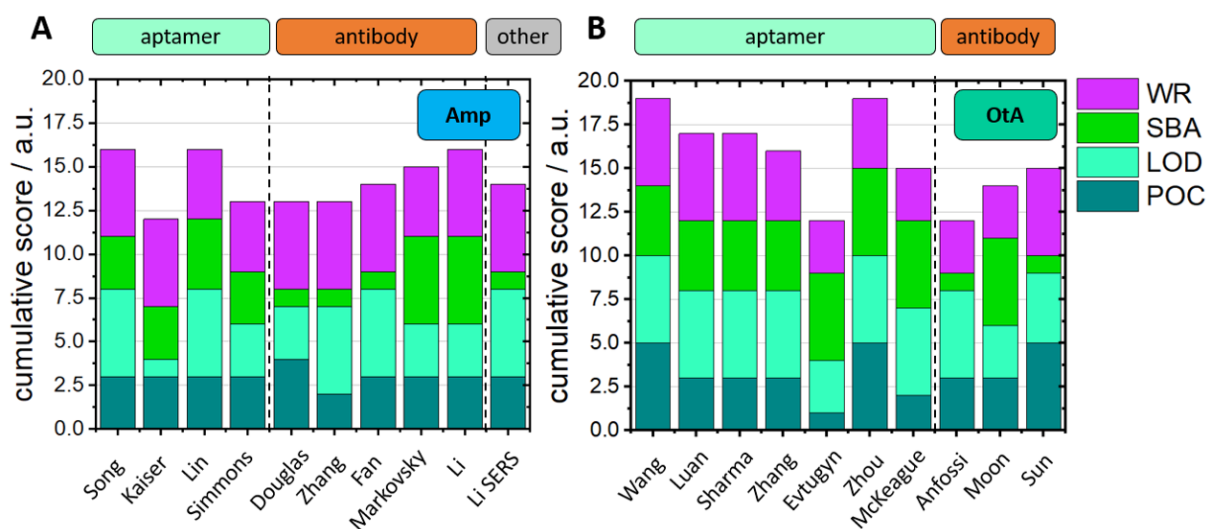 A
aptamer
antibody
other
cumulative score / a.u.
20.0
17.5
15.0
12.5
10.0
7.5
5.0
2.5
0.0
Amp
Song
Kaiser
Lin
Simmons
Douglas
Zhang
Fan
Markovsky
Li
Li SERS
B
aptamer
antibody
cumulative score / a.u.
20.0
17.5
15.0
12.5
10.0
7.5
5.0
2.5
0.0
OtA
Wang
Luan
Sharma
Zhang
Evtugyn
Zhou
McKeague
Anfossi
Moon
Sun
WR
SBA
LOD
POC